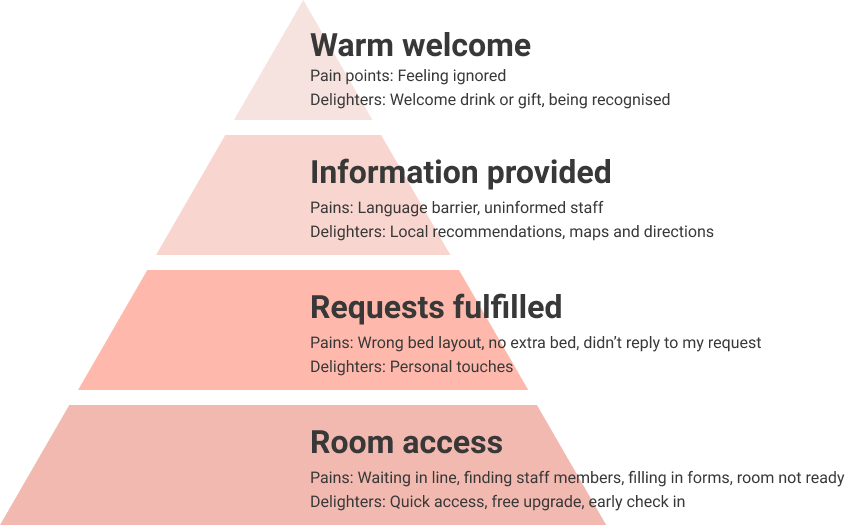 Warm welcome
Pain points: Feeling ignored
Delighters: Welcome drink or gift, being recognised
Information provided
Pains: Language barrier, uninformed staff
Delighters: Local recommendations, maps and directions
Requests fulfilled
Pains: Wrong bed layout, no extra bed, didn’t reply to my request
Delighters: Personal touches
Room access
Pains: Waiting in line, finding staff members, filling in forms, room not ready
Delighters: Quick access, free upgrade, early check in